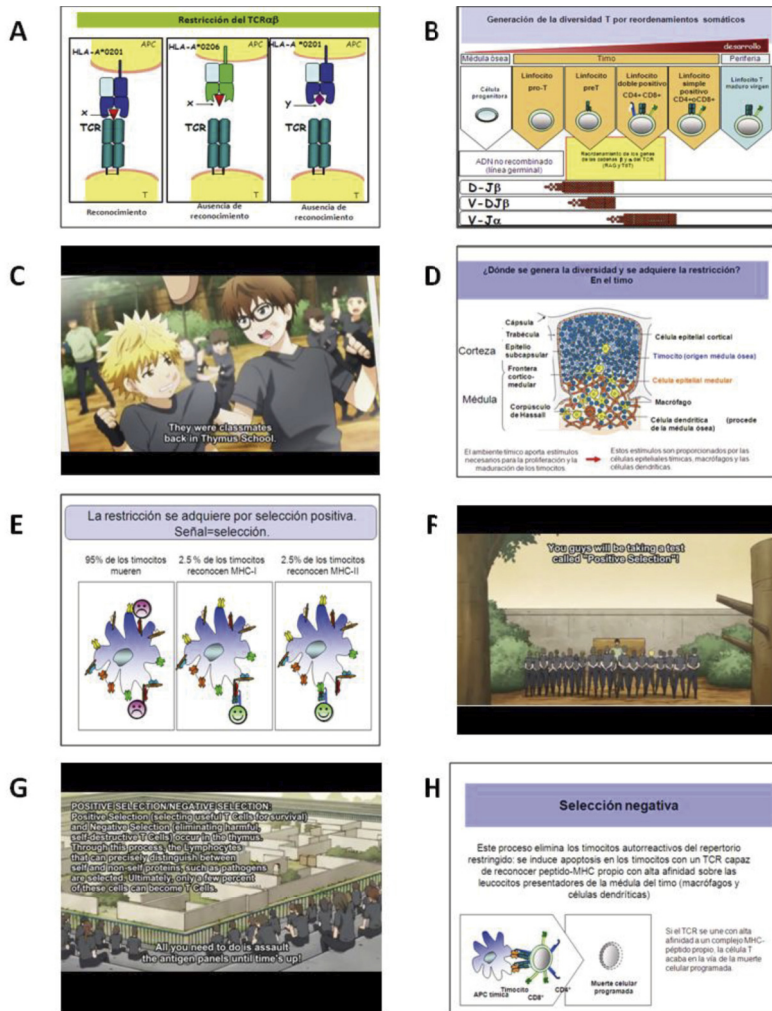 A
Restricción del TCRαβ
HLA-A*0201
APC
x
TCR
T
Reconocimiento
HLA-A*0206
APC
x
TCR
T
Ausencia de
reconocimiento
HLA-A*0201
APC
y
TCR
T
Ausencia de
reconocimiento
B
Generación de la diversidad T por reordenamientos somáticos
desarrollo
Médula ósea
Timo
Periferia
Célula
progenitora
Linfocito
pro-T
Linfocito
preT
Linfocito
doble positivo
CD4+ CD8+
Linfocito
simple
positivo
CD4+oCD8+
Linfocito T
maduro virgen
ADN no recombinado
(línea germinal)
Reordenamiento de los genes
de las cadenas β y α del TCR
(RAG y TdT)
D-Jβ
V-DJβ
V-Jα
C
They were classmates
back in Thymus School.
D
¿Dónde se genera la diversidad y se adquiere la restricción?
En el timo
Corteza
Médula
Cápsula
Trabécula
Epitelio
subcapsular
Frontera
cortico-
medular
Corpúsculo
de Hassall
Célula epitelial cortical
Timocito (origen médula ósea)
Célula epitelial medular
Macrófago
Célula dendrítica (procede
de la médula ósea)
El ambiente tímico aporta estímulos
necesarios para la proliferación y la
maduración de los timocitos.
Estos estímulos son proporcionados por las
células epiteliales tímicas, macrófagos y las
células dendríticas.
E
La restricción se adquiere por selección positiva.
Señal=selección.
95% de los timocitos
mueren
2.5 % de los timocitos
reconocen MHC-I
2.5% de los timocitos
reconocen MHC-II
F
You guys will be taking a test
called "Positive Selection"!
G
POSITIVE SELECTION/NEGATIVE SELECTION:
Positive Selection (selecting useful T Cells for survival)
and Negative Selection (eliminating harmful,
self-destructive T Cells) occur in the thymus.
Through this process, the Lymphocytes
that can precisely distinguish between
self and non-self proteins, such as pathogens
are selected. Ultimately, only a few percent
of these cells can become T Cells.
All you need to do is assault
the antigen panels until time's up!
H
Selección negativa
Este proceso elimina los timocitos autorreactivos del repertorio
restringido: se induce apoptosis en los timocitos con un TCR capaz
de reconocer peptido-MHC propio con alta afinidad sobre las
leucocitos presentadores de la médula del timo (macrófagos y
células dendríticas)
APC tímica
Timocito
CD8+
CD4+
Muerte celular
programada
Si el TCR se une con alta
afinidad a un complejo MHC-
péptido propio, la célula T
acaba en la vía de la muerte
celular programada.